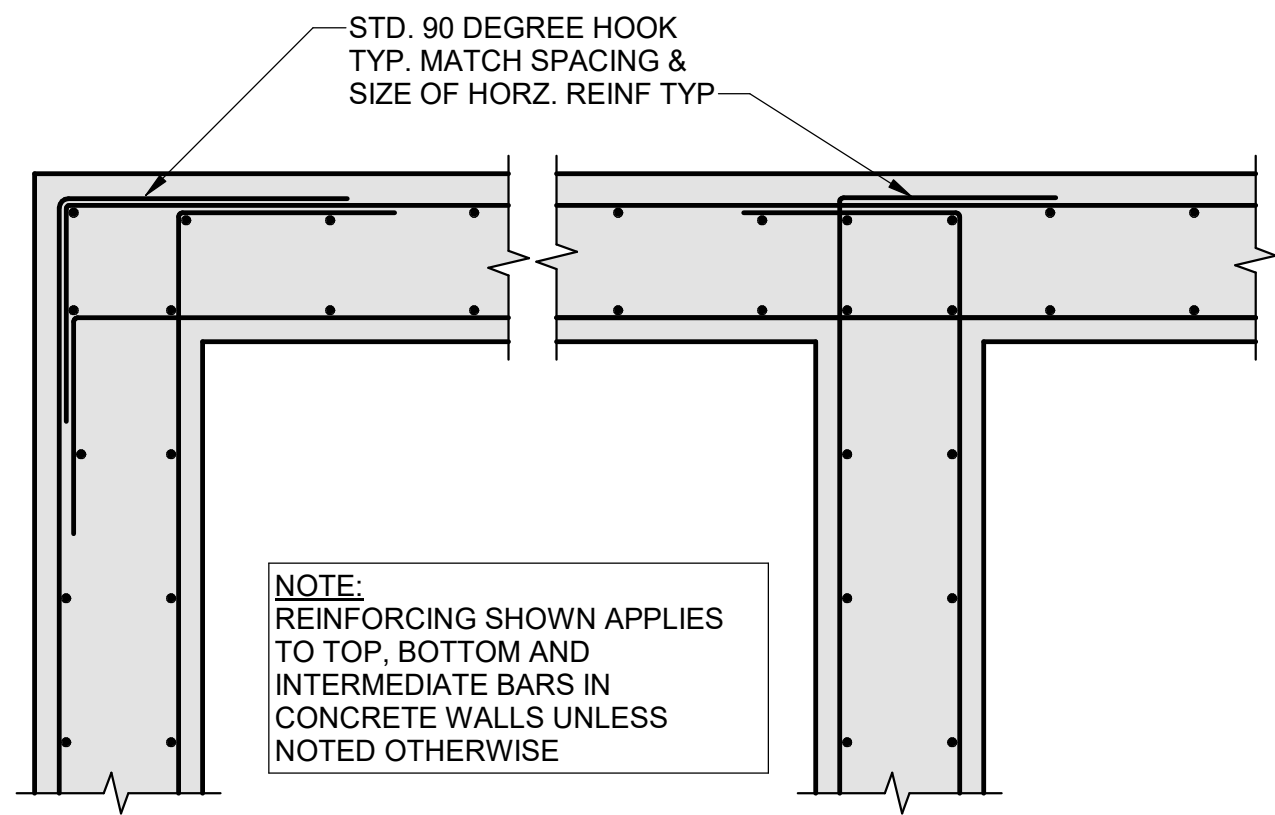 STD. 90 DEGREE HOOK
TYP. MATCH SPACING &
SIZE OF HORZ. REINF TYP
NOTE:
REINFORCING SHOWN APPLIES
TO TOP, BOTTOM AND
INTERMEDIATE BARS IN
CONCRETE WALLS UNLESS
NOTED OTHERWISE